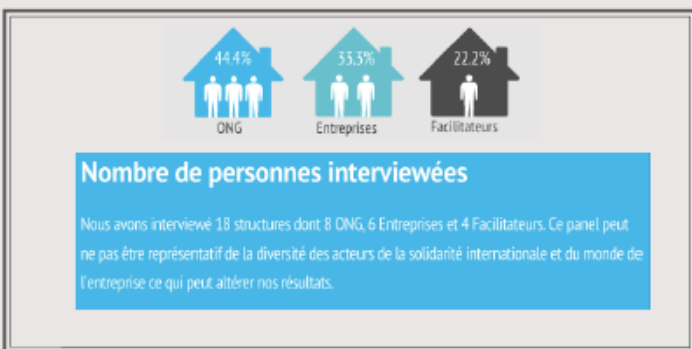 44.4% 33.3% 22.2%
ONG Entreprises Facilitateurs
Nombre de personnes interviewées
Nous avons interviewé 18 structures dont 8 ONG, 6 Entreprises et 4 Facilitateurs. Ce panel peut
ne pas être représentatif de la diversité des acteurs de la solidarité internationale et du monde de
l'entreprise ce qui peut altérer nos résultats.